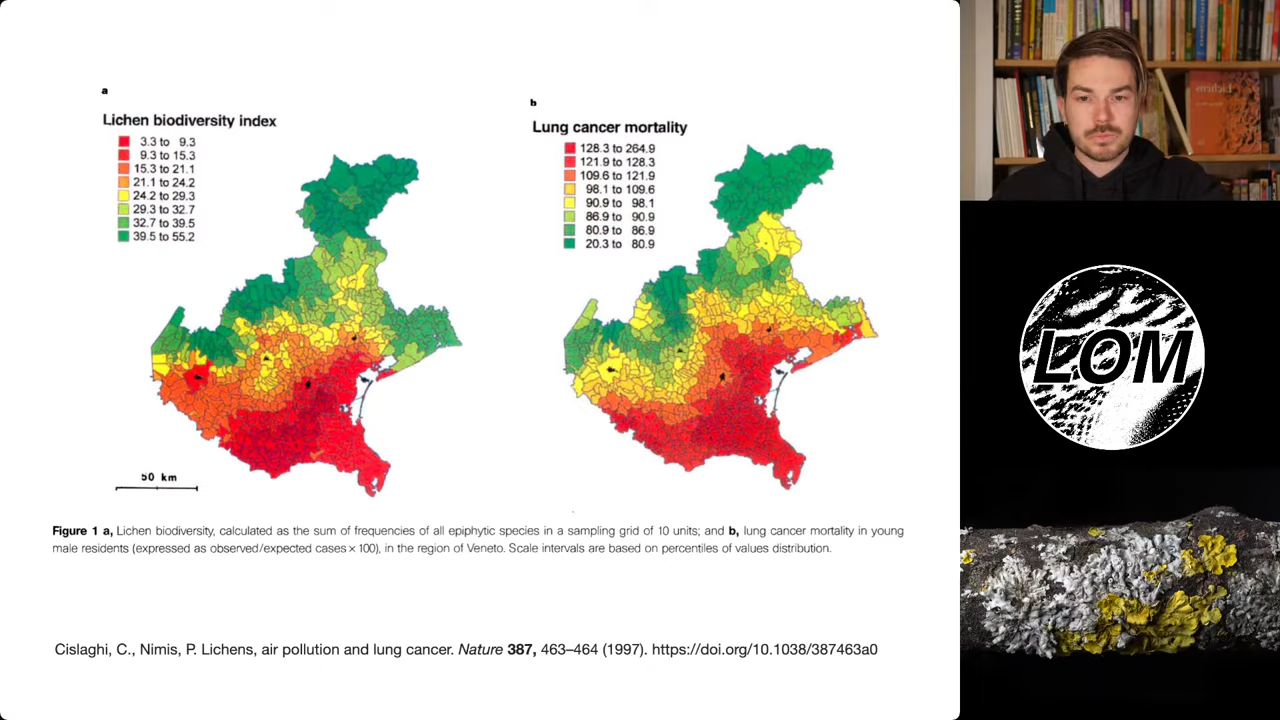 a
Lichen biodiversity index
3.3 to 9.3
9.3 to 15.3
15.3 to 21.1
21.1 to 24.2
24.2 to 29.3
29.3 to 32.7
32.7 to 39.5
39.5 to 55.2
50 km
b
Lung cancer mortality
128.3 to 264.9
121.9 to 128.3
109.6 to 121.9
98.1 to 109.6
90.9 to 98.1
86.9 to 90.9
80.9 to 86.9
20.3 to 80.9
Figure 1 a, Lichen biodiversity, calculated as the sum of frequencies of all epiphytic species in a sampling grid of 10 units; and b, lung cancer mortality in young
male residents (expressed as observed/expected cases × 100), in the region of Veneto. Scale intervals are based on percentiles of values distribution.
Cislaghi, C., Nimis, P. Lichens, air pollution and lung cancer. Nature 387, 463–464 (1997). https://doi.org/10.1038/387463a0
Lichens
LOM